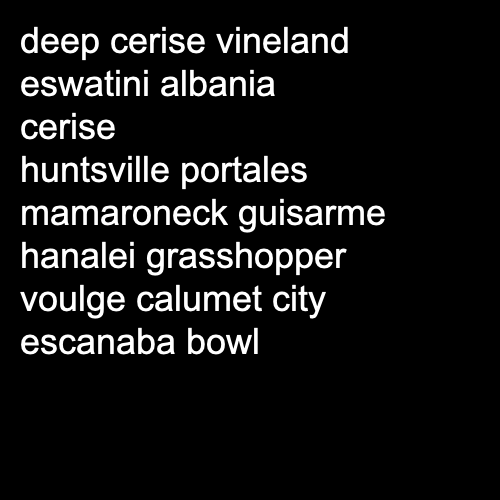 deep cerise vineland
eswatini albania
cerise
huntsville portales
mamaroneck guisarme
hanalei grasshopper
voulge calumet city
escanaba bowl